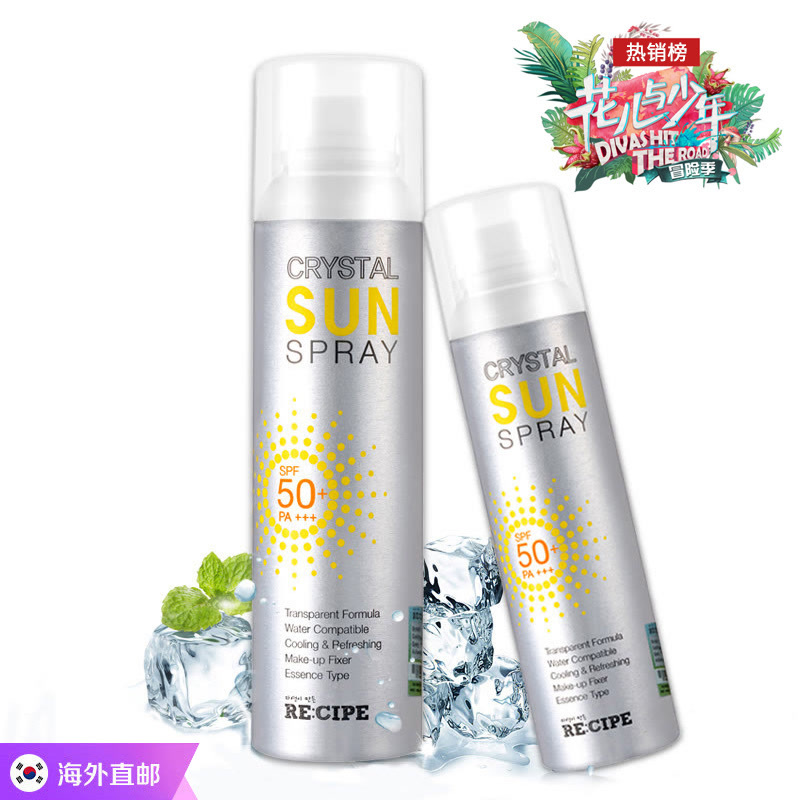 热销榜
花儿与少年
DIVAS HIT
THE ROAD
冒险季
CRYSTAL
SUN
SPRAY
SPF
50+
PA +++
Transparent Formula
Water Compatible
Cooling & Refreshing
Make-up Fixer
Essence Type
RE:CIPE
CRYSTAL
SUN
SPRAY
SPF
50+
PA +++
Transparent Formula
Water Compatible
Cooling & Refreshing
Make-up Fixer
Essence Type
RE:CIPE
海外直邮